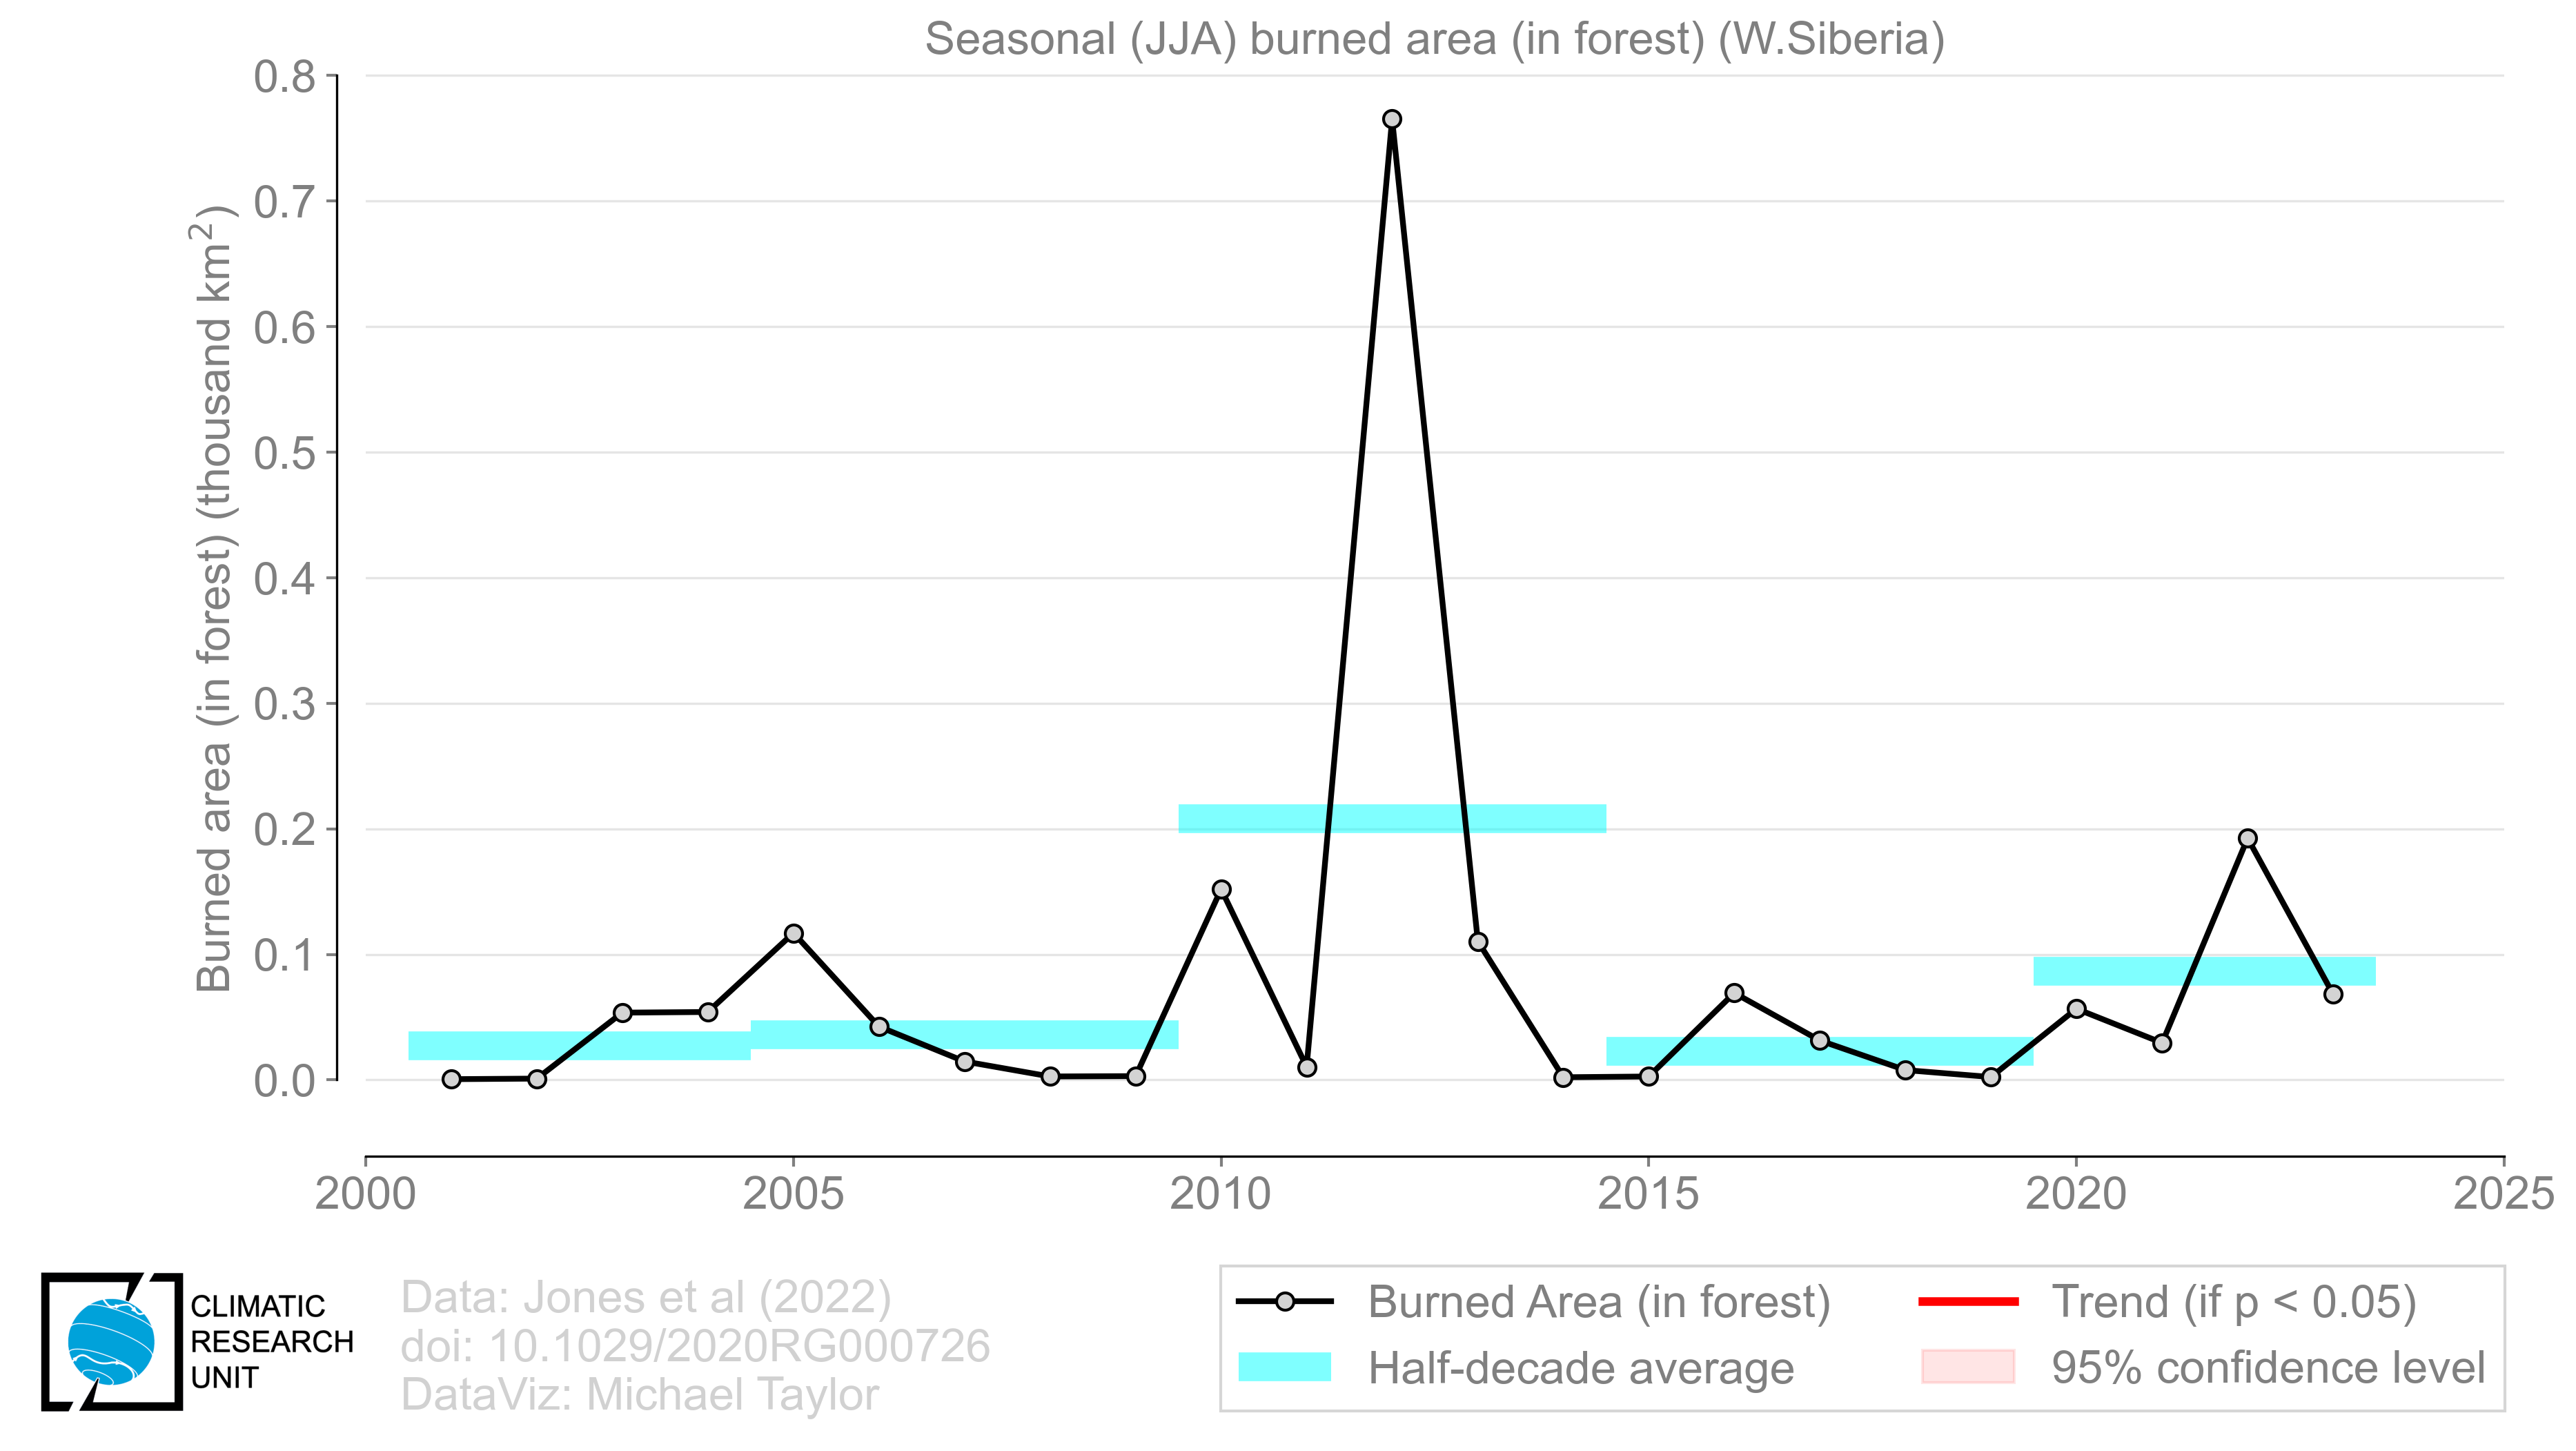 Seasonal (JJA) burned area (in forest) (W.Siberia)
Burned area (in forest) (thousand km²)
0.8
0.7
0.6
0.5
0.4
0.3
0.2
0.1
0.0
2000 2005 2010 2015 2020 2025
CLIMATIC
RESEARCH
UNIT
Data: Jones et al (2022)
doi: 10.1029/2020RG000726
DataViz: Michael Taylor
Burned Area (in forest)
Half-decade average
Trend (if p < 0.05)
95% confidence level